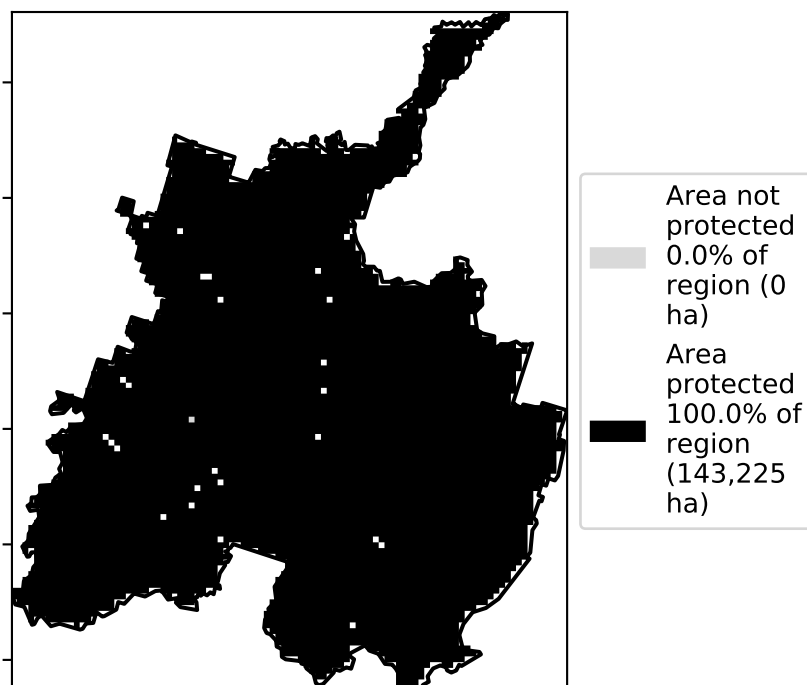 Area not
protected
0.0% of
region (0
ha)
Area
protected
100.0% of
region
(143,225
ha)